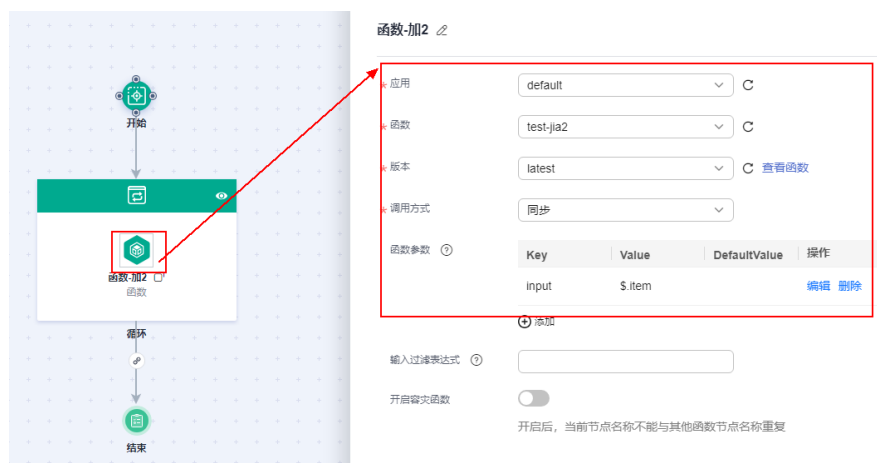 开始
函数-加2
函数
循环
结束
函数-加2
* 应用
default
* 函数
test-jia2
* 版本
latest
查看函数
* 调用方式
同步
函数参数 ?
Key Value DefaultValue 操作
input $.item 编辑 删除
添加
输入过滤表达式 ?
开启容灾函数
开启后，当前节点名称不能与其他函数节点名称重复